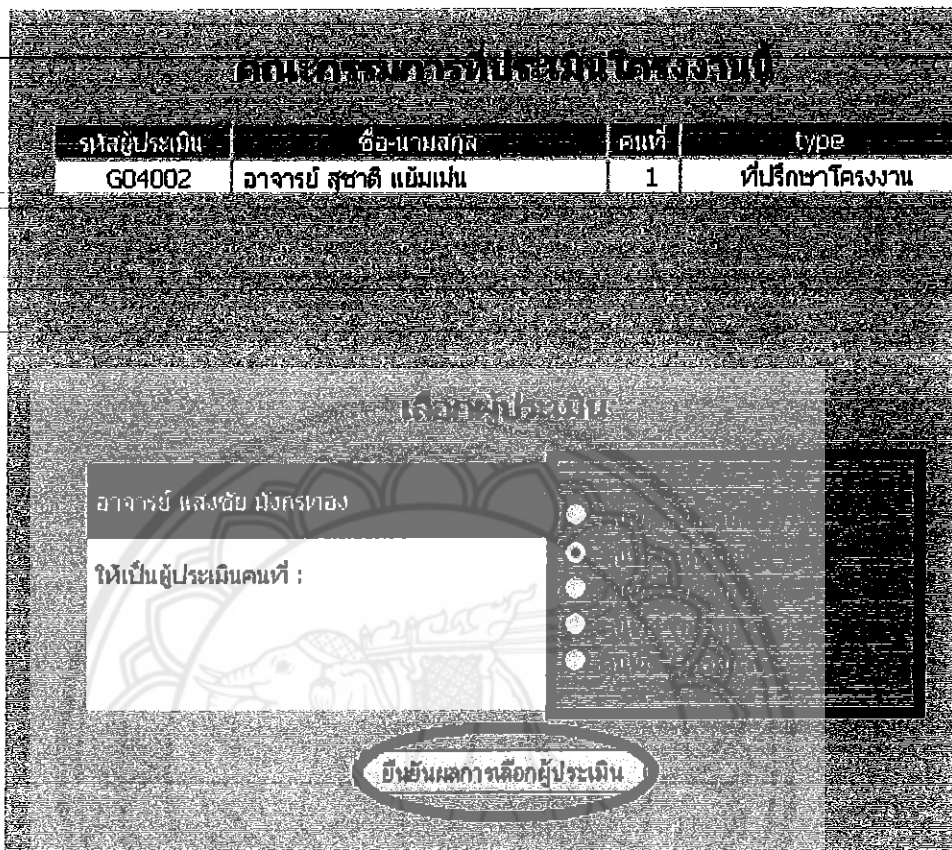 คณะกรรมการที่ประเมินโครงงานนี้
รหัสผู้ประเมิน ชื่อ-นามสกุล คนที่ type
G04002 อาจารย์ สุชาติ แย้มเม่น 1 ที่ปรึกษาโครงงาน
เลือกผู้ประเมิน
อาจารย์ แสงชัย มังกรทอง
ให้เป็นผู้ประเมินคนที่ :
ยืนยันผลการเลือกผู้ประเมิน